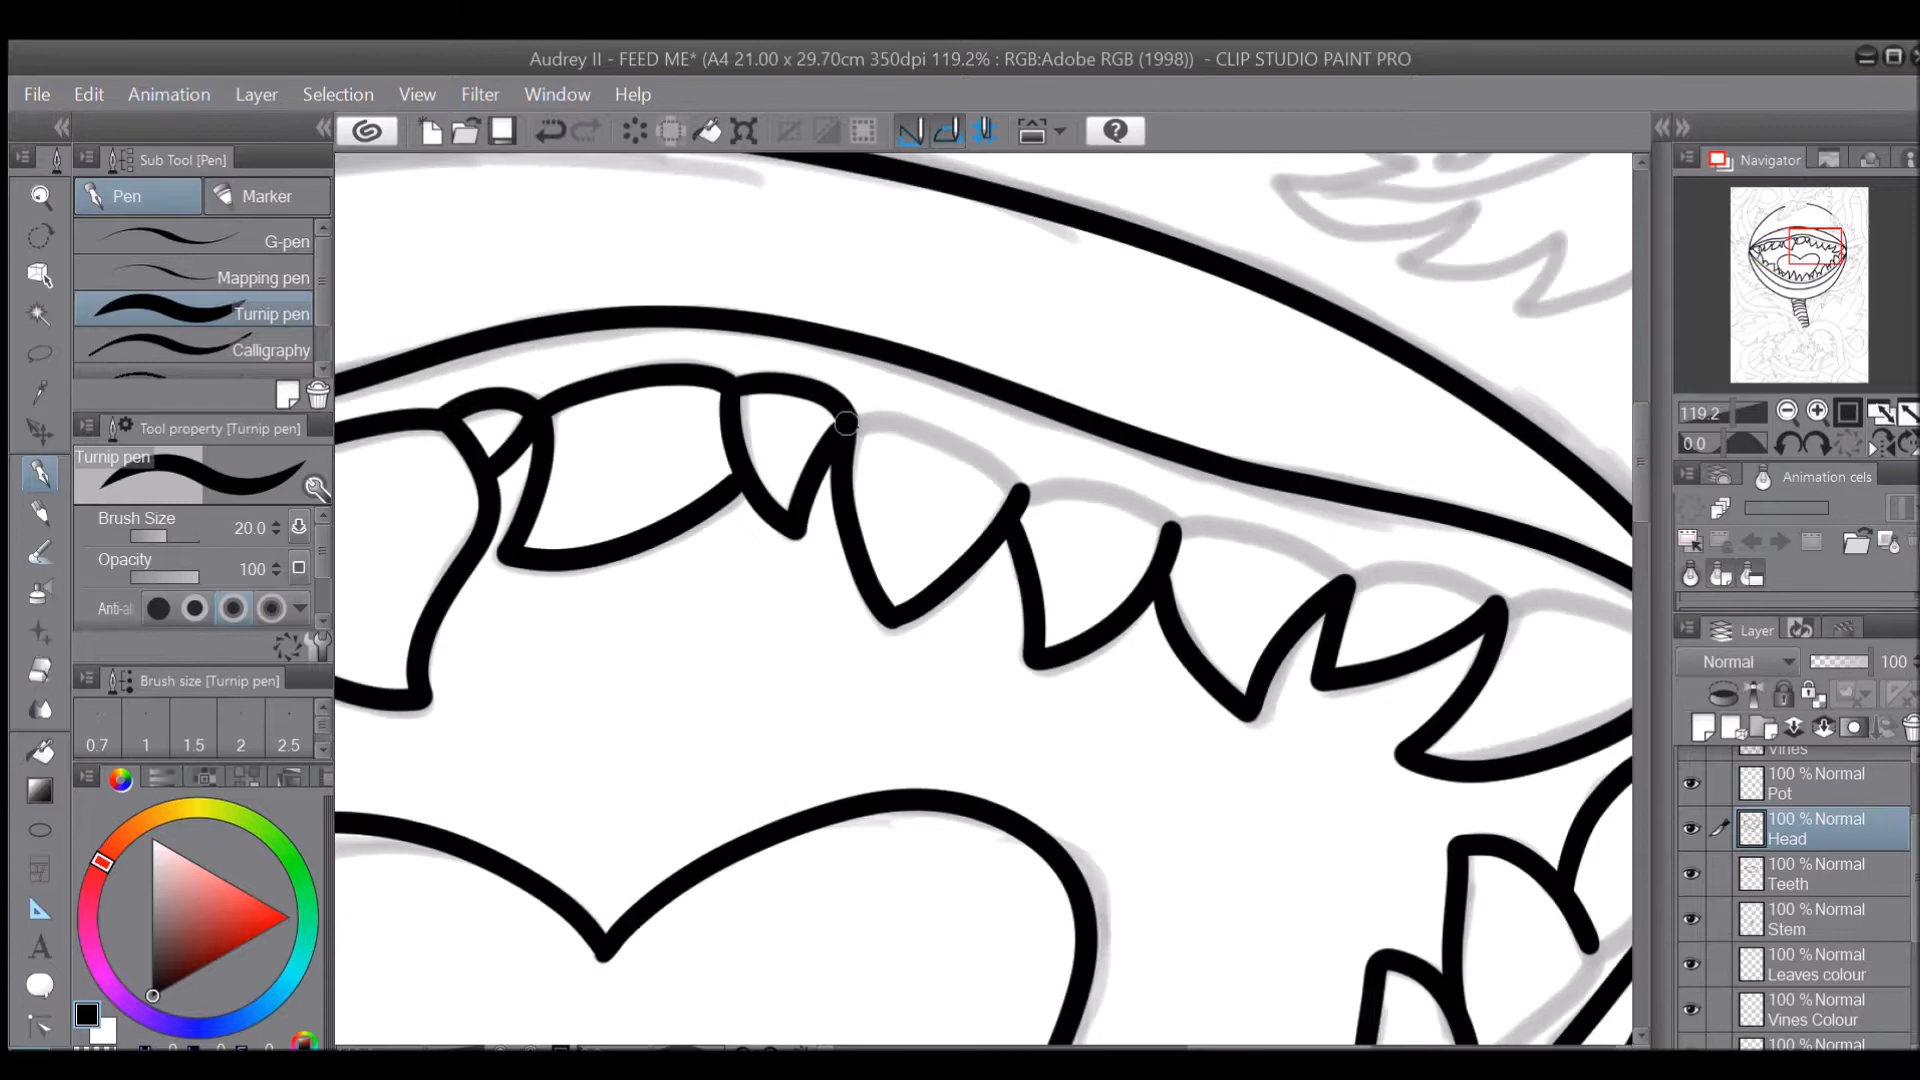 Audrey II - FEED ME* (A4 21.00 x 29.70cm 350dpi 119.2% : RGB:Adobe RGB (1998)) - CLIP STUDIO PAINT PRO
File Edit Animation Layer Selection View Filter Window Help
Sub Tool [Pen]
Pen
Marker
G-pen
Mapping pen
Turnip pen
Calligraphy
Tool property [Turnip pen]
Turnip pen
Brush Size 20.0
Opacity 100
Anti-al
Brush size [Turnip pen]
0.7 1 1.5 2 2.5
Navigator
119.2
0.0
Animation cels
Layer
Normal 100
Vines
100 % Normal
Pot
100 % Normal
Head
100 % Normal
Teeth
100 % Normal
Stem
100 % Normal
Leaves colour
100 % Normal
Vines Colour
100 % Normal